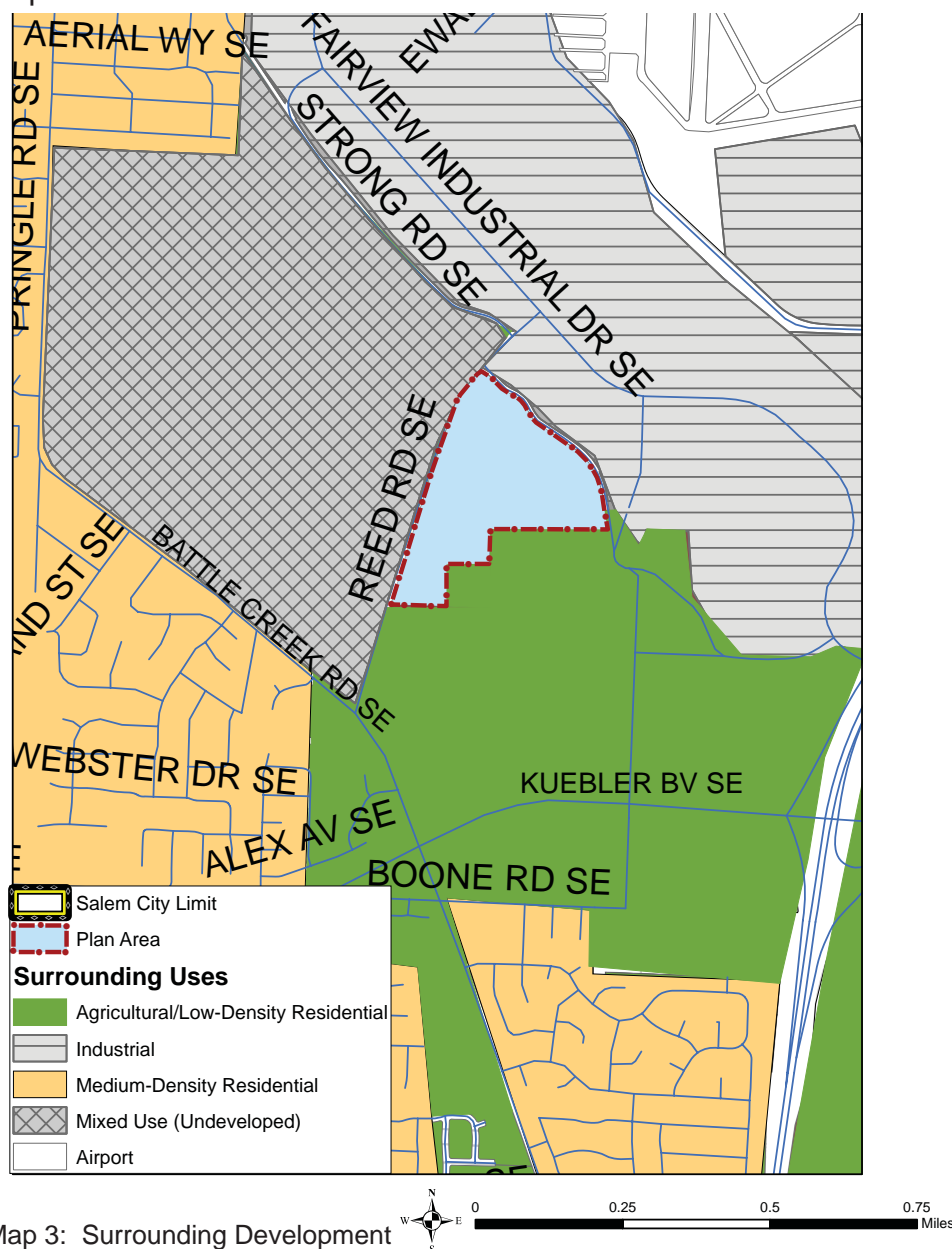 AERIAL WY SE
FAIRVIEW INDUSTRIAL DR SE
STRONG RD SE
PRINGLE RD SE
REED RD SE
BATTLE CREEK RD SE
WEBSTER DR SE
ALEX AV SE
KUEBLER BV SE
BOONE RD SE
Salem City Limit
Plan Area
Surrounding Uses
Agricultural/Low-Density Residential
Industrial
Medium-Density Residential
Mixed Use (Undeveloped)
Airport
SE
N
W E
S
0 0.25 0.5 0.75
Miles
Map 3: Surrounding Development